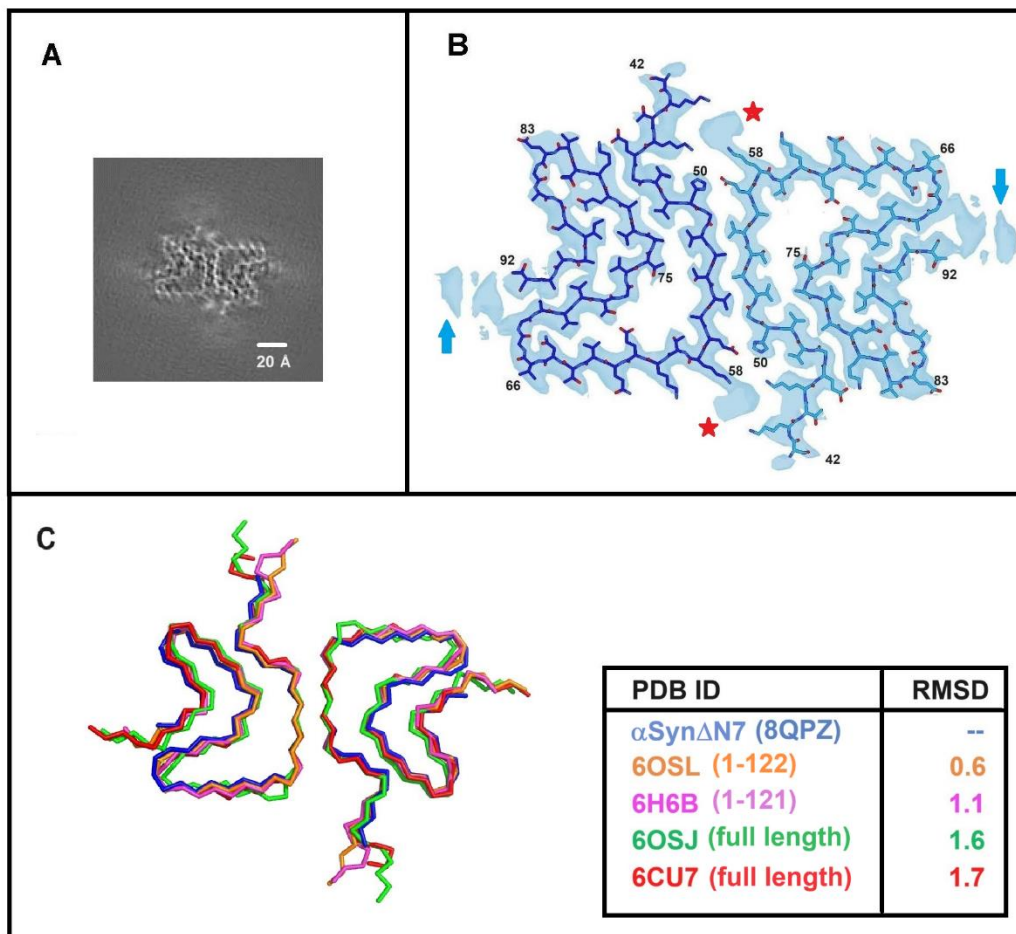 A
20 Å
B
42
83
58
66
50
92
75
75
92
50
58
66
83
42
C
PDB ID RMSD
αSynΔN7 (8QPZ) --
6OSL (1-122) 0.6
6H6B (1-121) 1.1
6OSJ (full length) 1.6
6CU7 (full length) 1.7